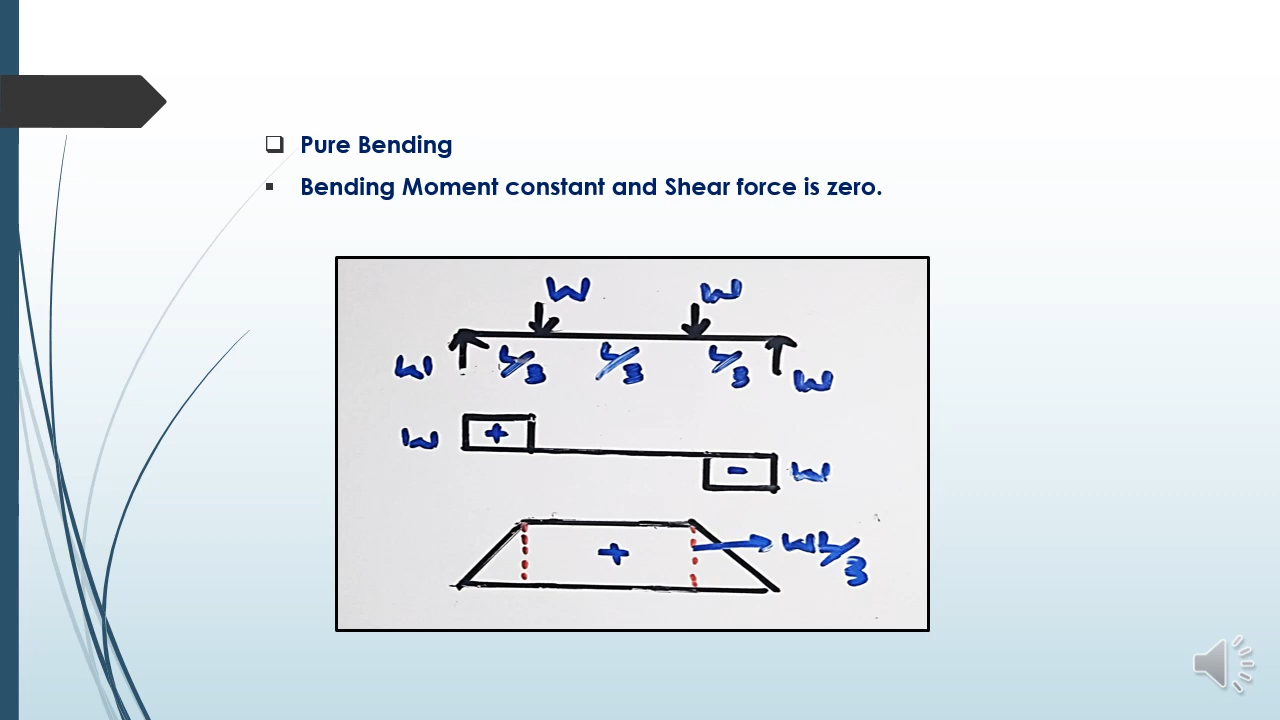 Pure Bending
Bending Moment constant and Shear force is zero.
W W
W L/3 L/3 L/3 W
W +
- W
+ WL/3